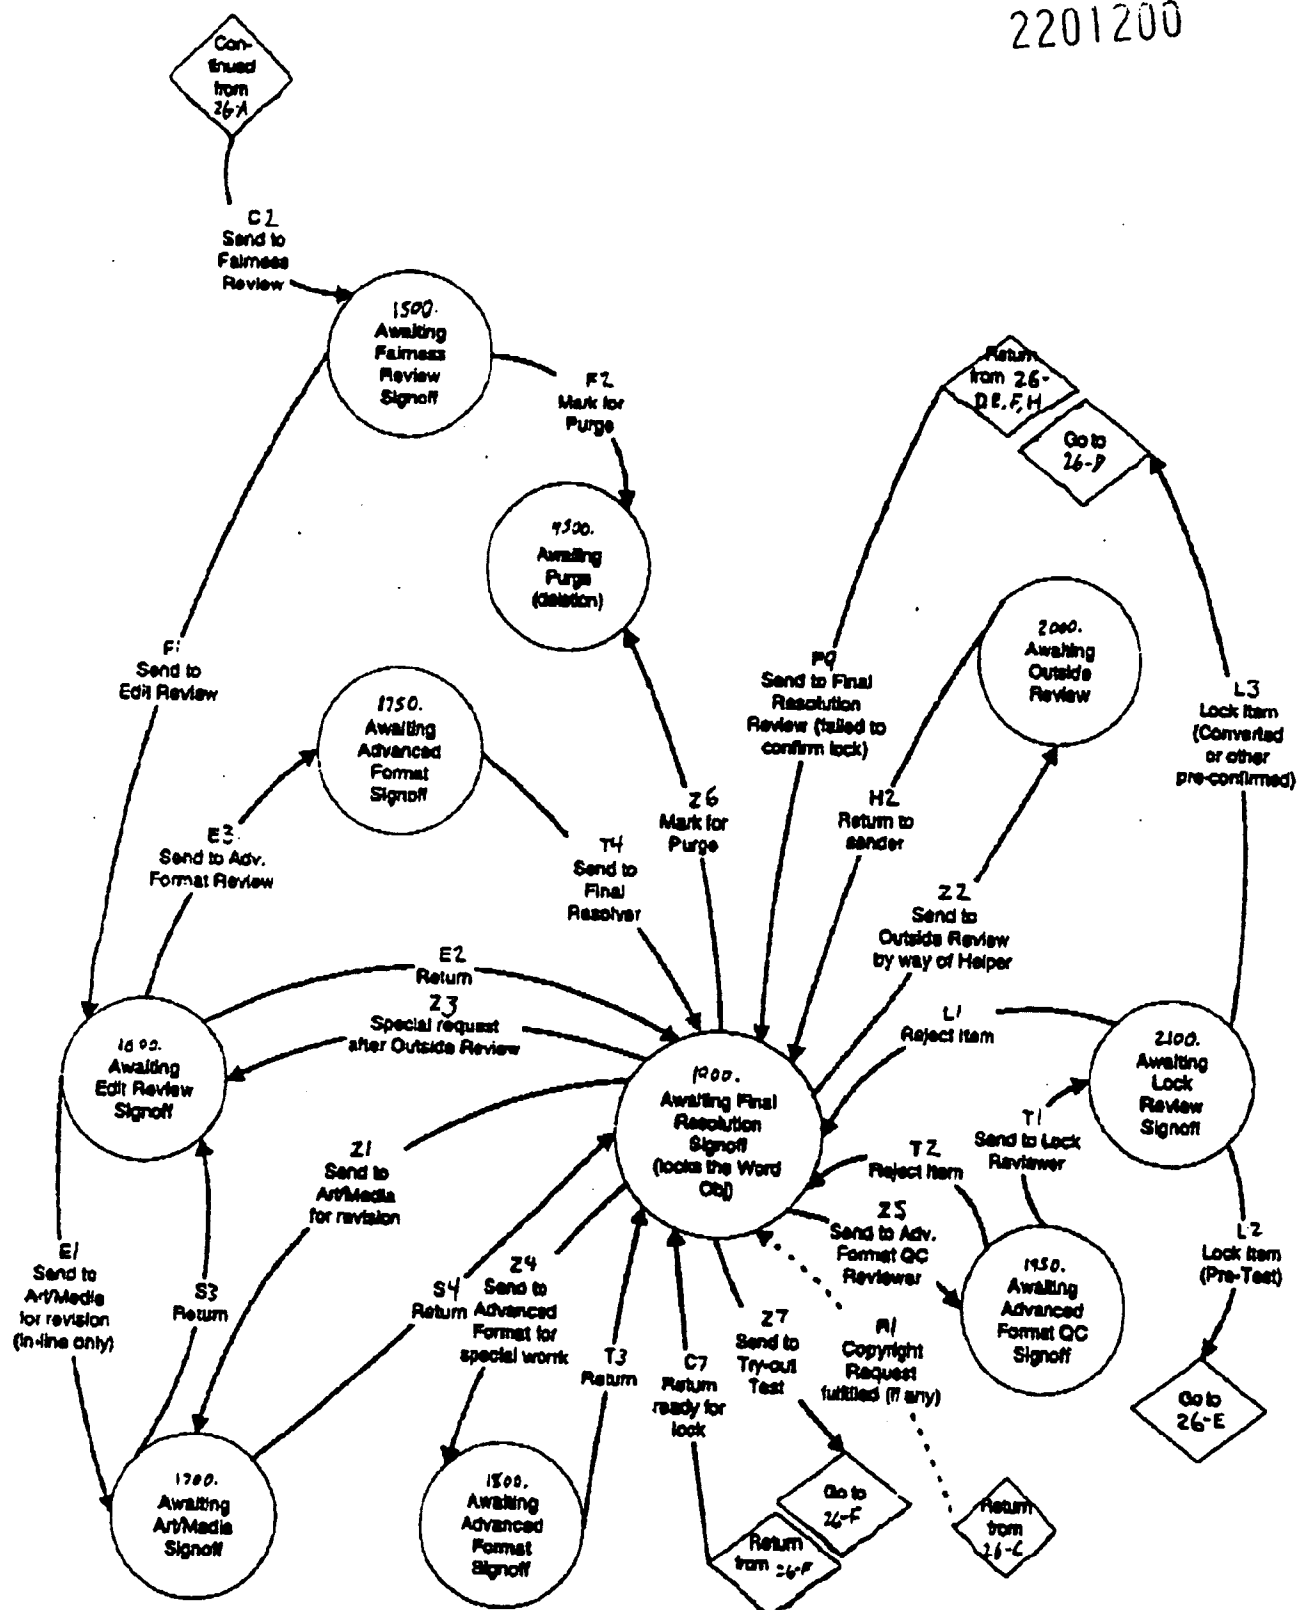 2201200
Con-
tinued
from
26-A
C2
Send to
Fairness
Review
1500.
Awaiting
Fairness
Review
Signoff
F2
Mark for
Purge
Return
from 26-
D,E,F,H
Go to
26-D
Awaiting
Purge
(deletion)
2000.
Awaiting
Outside
Review
F1
Send to
Edit Review
P9
Send to Final
Resolution
Review (failed to
confirm lock)
L3
Lock Item
(Converted
or other
pre-confirmed)
1750.
Awaiting
Advanced
Format
Signoff
Z6
Mark for
Purge
H2
Return to
sender
E3
Send to Adv.
Format Review
T4
Send to
Final
Resolver
Z2
Send to
Outside Review
by way of Helper
E2
Return
Z3
Special request
after Outside Review
L1
Reject Item
1600.
Awaiting
Edit Review
Signoff
1900.
Awaiting Final
Resolution
Signoff
(locks the Word
Obj)
2100.
Awaiting
Lock
Review
Signoff
T1
Send to Lock
Reviewer
T2
Reject Item
Z1
Send to
Art/Media
for revision
Z5
Send to Adv.
Format QC
Reviewer
E1
Send to
Art/Media
for revision
(in-line only)
S3
Return
S4
Return
Z4
Send to
Advanced
Format for
special work
L2
Lock Item
(Pre-Test)
1950.
Awaiting
Advanced
Format QC
Signoff
T3
Return
C7
Return
ready for
lock
Z7
Send to
Try-out
Test
A1
Copyright
Request
fulfilled (if any)
Go to
26-E
1700.
Awaiting
Art/Media
Signoff
1800.
Awaiting
Advanced
Format
Signoff
Go to
26-F
Return
from 26-F
Return
from
26-C